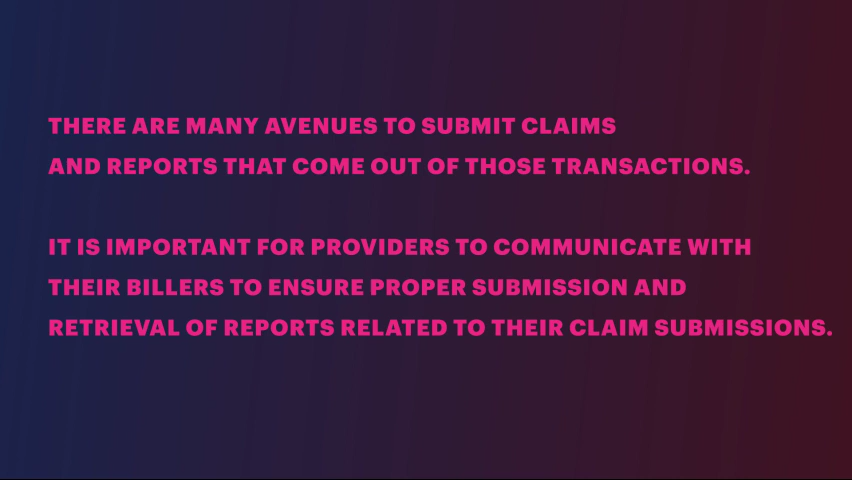 THERE ARE MANY AVENUES TO SUBMIT CLAIMS
AND REPORTS THAT COME OUT OF THOSE TRANSACTIONS.
IT IS IMPORTANT FOR PROVIDERS TO COMMUNICATE WITH
THEIR BILLERS TO ENSURE PROPER SUBMISSION AND
RETRIEVAL OF REPORTS RELATED TO THEIR CLAIM SUBMISSIONS.